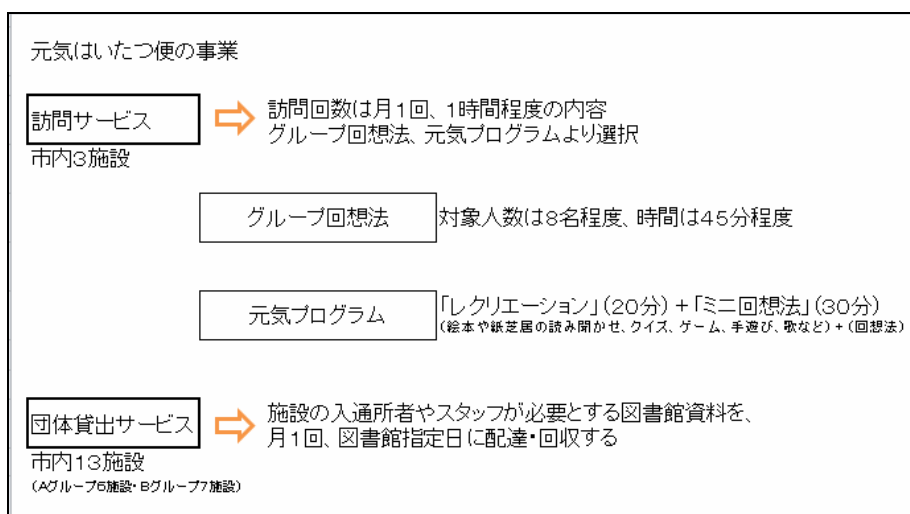 元気はいたつ便の事業
訪問サービス
市内3施設
訪問回数は月1回、1時間程度の内容
グループ回想法、元気プログラムより選択
グループ回想法
対象人数は8名程度、時間は45分程度
元気プログラム
「レクリエーション」(20分)+「ミニ回想法」(30分)
(絵本や紙芝居の読み聞かせ、クイズ、ゲーム、手遊び、歌など)+(回想法)
団体貸出サービス
市内13施設
(Aグループ6施設・Bグループ7施設)
施設の入通所者やスタッフが必要とする図書館資料を、
月1回、図書館指定日に配達・回収する